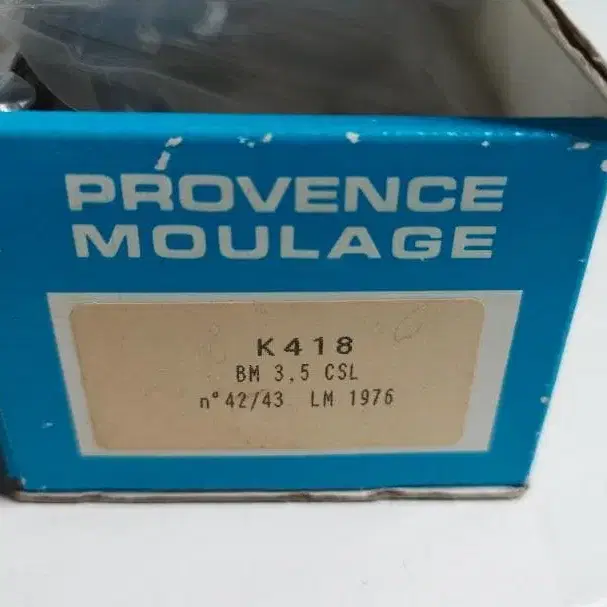 PROVENCE
MOULAGE
K418
BM 3,5 CSL
n° 42/43 LM 1976